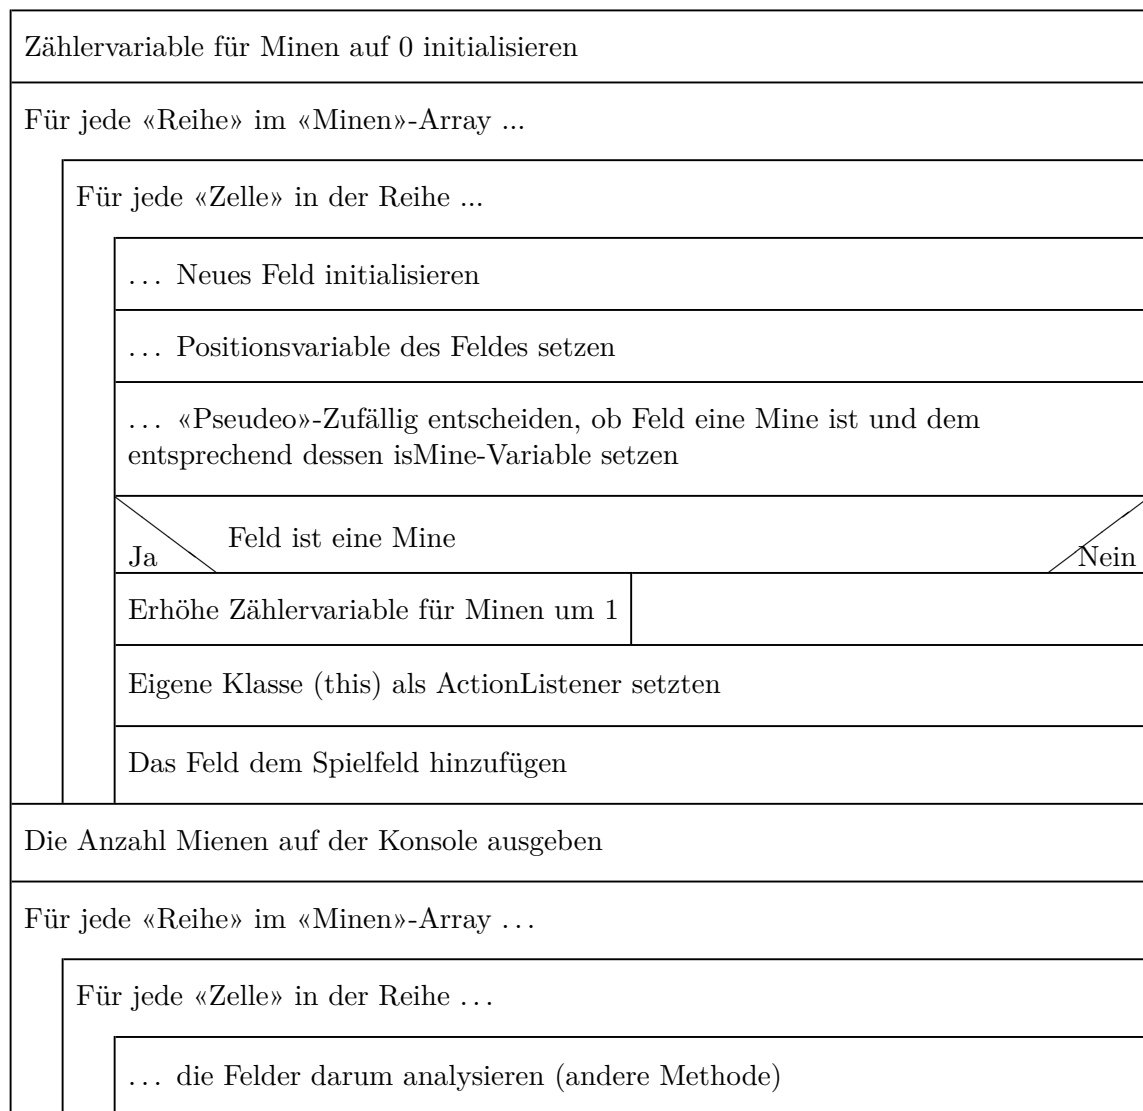 Zählervariable für Minen auf 0 initialisieren
Für jede «Reihe» im «Minen»-Array ...
Für jede «Zelle» in der Reihe ...
... Neues Feld initialisieren
... Positionsvariable des Feldes setzen
... «Pseudeo»-Zufällig entscheiden, ob Feld eine Mine ist und dem
entsprechend dessen isMine-Variable setzen
Feld ist eine Mine
Ja
Nein
Erhöhe Zählervariable für Minen um 1
Eigene Klasse (this) als ActionListener setzten
Das Feld dem Spielfeld hinzufügen
Die Anzahl Mienen auf der Konsole ausgeben
Für jede «Reihe» im «Minen»-Array ...
Für jede «Zelle» in der Reihe ...
... die Felder darum analysieren (andere Methode)